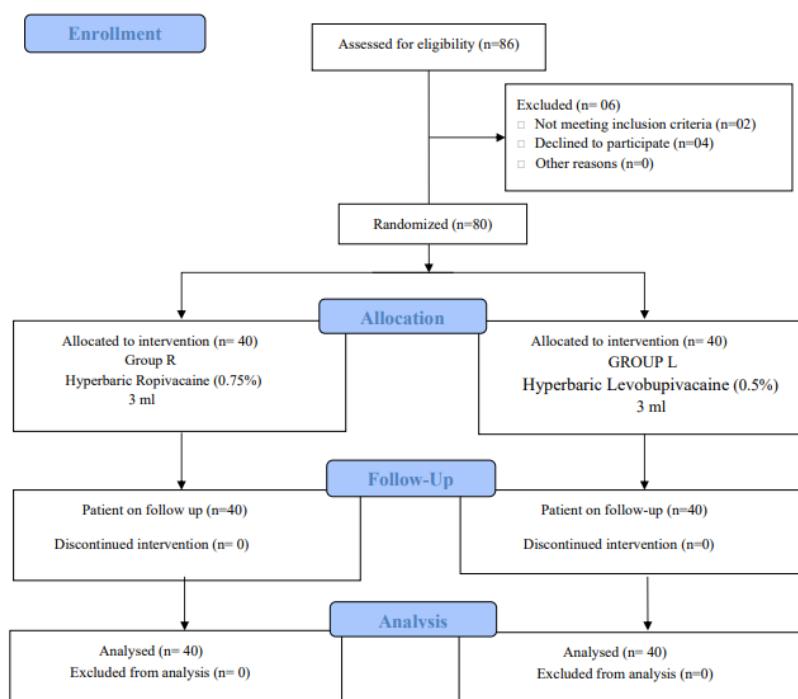 Enrollment
Assessed for eligibility (n=86)
Excluded (n= 06)
□ Not meeting inclusion criteria (n=02)
□ Declined to participate (n=04)
□ Other reasons (n=0)
Randomized (n=80)
Allocation
Allocated to intervention (n= 40)
Group R
Hyperbaric Ropivacaine (0.75%)
3 ml
Allocated to intervention (n= 40)
GROUP L
Hyperbaric Levobupivacaine (0.5%)
3 ml
Follow-Up
Patient on follow up (n=40)
Discontinued intervention (n= 0)
Patient on follow-up (n=40)
Discontinued intervention (n=0)
Analysis
Analysed (n= 40)
Excluded from analysis (n= 0)
Analysed (n= 40)
Excluded from analysis (n=0)